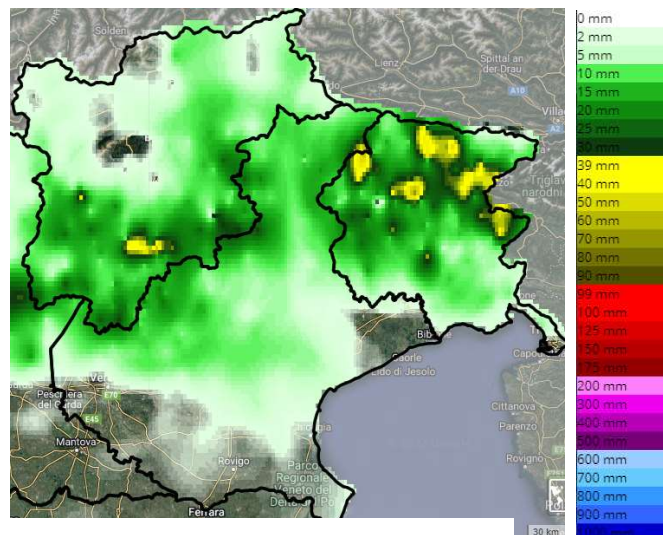 Sölden
Lienz
Spittal an
der-Drau
A10
Villa
A2
Triglav
narodni
Bib
Caorle
Lido di Jesolo
Capo
Cittanova
Parenzo
Rovigno
Peschiera
del Garda
E70
E45
Mantova
Rovigo
Parco
Regionale
Veneto del
Delta del Po
Ferrara
30 km
0 mm
2 mm
5 mm
10 mm
15 mm
20 mm
25 mm
30 mm
39 mm
40 mm
50 mm
60 mm
70 mm
80 mm
90 mm
99 mm
100 mm
125 mm
150 mm
175 mm
200 mm
300 mm
400 mm
500 mm
600 mm
700 mm
800 mm
900 mm
1000 mm